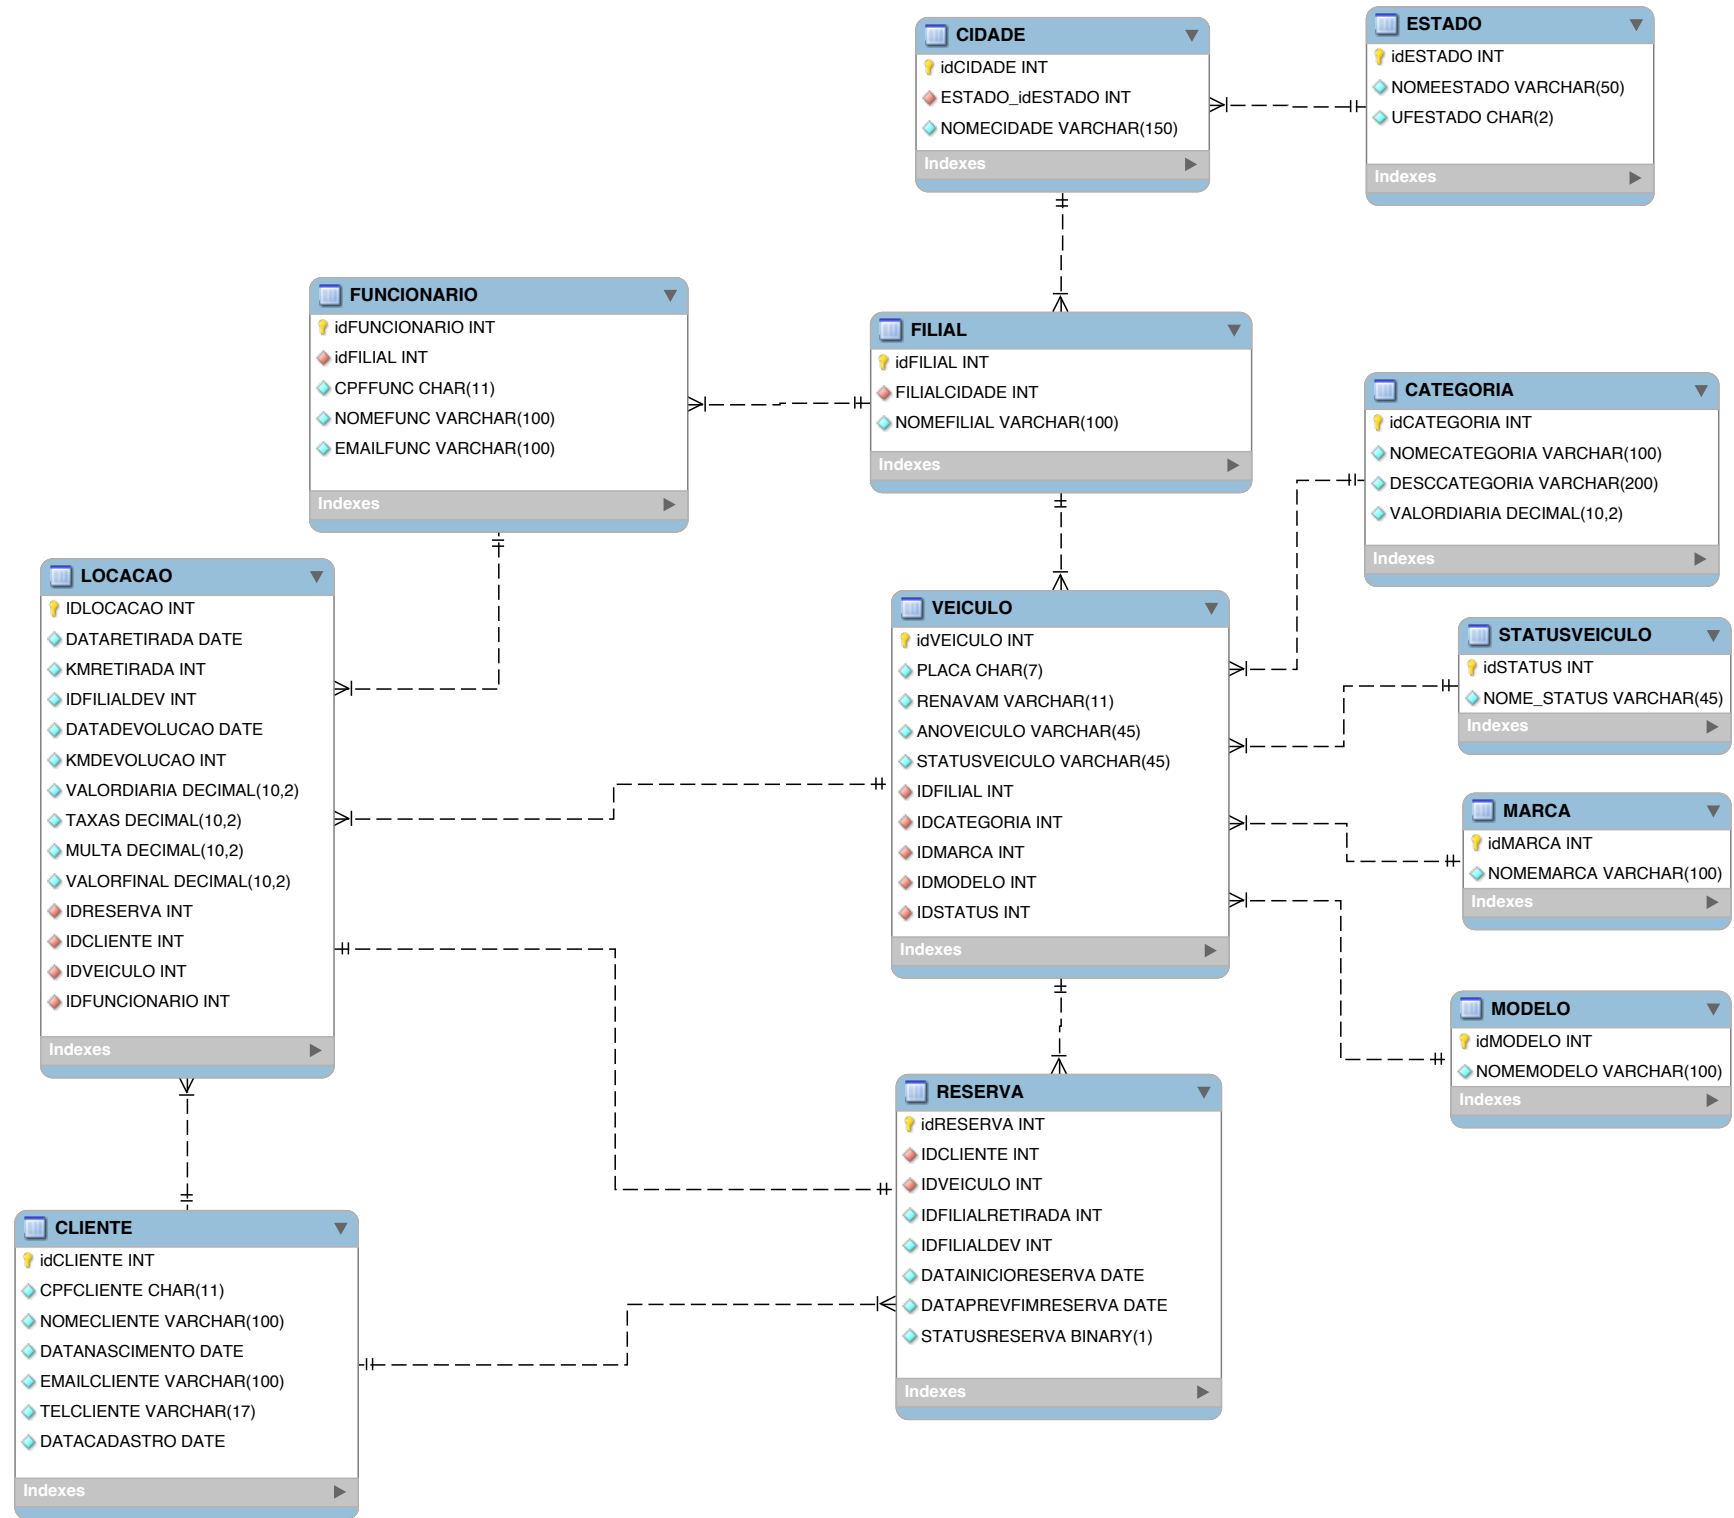 CIDADE
idCIDADE INT
ESTADO_idESTADO INT
NOMECIDADE VARCHAR(150)
Indexes
ESTADO
idESTADO INT
NOMEESTADO VARCHAR(50)
UFESTADO CHAR(2)
Indexes
FUNCIONARIO
idFUNCIONARIO INT
idFILIAL INT
CPFFUNC CHAR(11)
NOMEFUNC VARCHAR(100)
EMAILFUNC VARCHAR(100)
Indexes
FILIAL
idFILIAL INT
FILIALCIDADE INT
NOMEFILIAL VARCHAR(100)
Indexes
CATEGORIA
idCATEGORIA INT
NOMECATEGORIA VARCHAR(100)
DESCCATEGORIA VARCHAR(200)
VALORDIARIA DECIMAL(10,2)
Indexes
LOCACAO
IDLOCACAO INT
DATARETIRADA DATE
KMRETIRADA INT
IDFILIALDEV INT
DATADEVOLUCAO DATE
KMDEVOLUCAO INT
VALORDIARIA DECIMAL(10,2)
TAXAS DECIMAL(10,2)
MULTA DECIMAL(10,2)
VALORFINAL DECIMAL(10,2)
IDRESERVA INT
IDCLIENTE INT
IDVEICULO INT
IDFUNCIONARIO INT
Indexes
VEICULO
idVEICULO INT
PLACA CHAR(7)
RENAVAM VARCHAR(11)
ANOVEICULO VARCHAR(45)
STATUSVEICULO VARCHAR(45)
IDFILIAL INT
IDCATEGORIA INT
IDMARCA INT
IDMODELO INT
IDSTATUS INT
Indexes
STATUSVEICULO
idSTATUS INT
NOME_STATUS VARCHAR(45)
Indexes
MARCA
idMARCA INT
NOMEMARCA VARCHAR(100)
Indexes
MODELO
idMODELO INT
NOMEMODELO VARCHAR(100)
Indexes
RESERVA
idRESERVA INT
IDCLIENTE INT
IDVEICULO INT
IDFILIALRETIRADA INT
IDFILIALDEV INT
DATAINICIORESERVA DATE
DATAPREVFIMRESERVA DATE
STATUSRESERVA BINARY(1)
Indexes
CLIENTE
idCLIENTE INT
CPFCLIENTE CHAR(11)
NOMECLIENTE VARCHAR(100)
DATANASCIMENTO DATE
EMAILCLIENTE VARCHAR(100)
TELCLIENTE VARCHAR(17)
DATACADASTRO DATE
Indexes